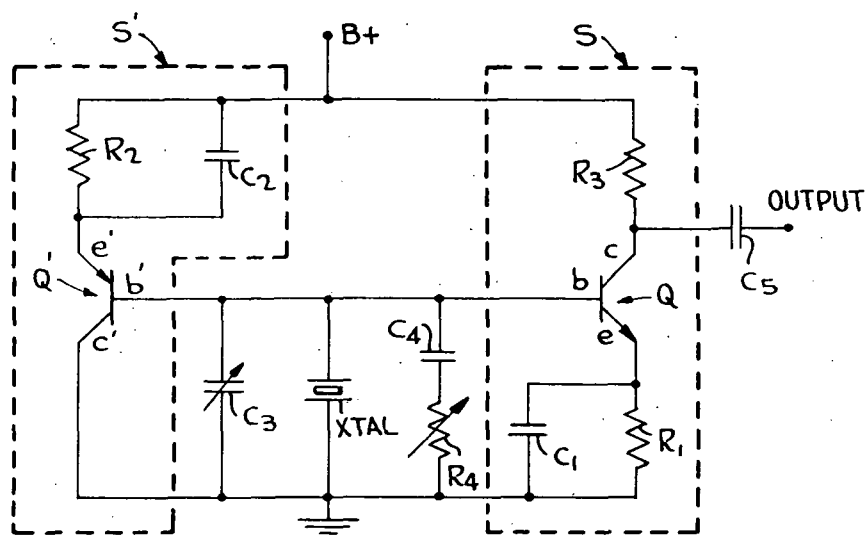 S'
B+
S
R2
C2
R3
OUTPUT
C5
e'
Q'
b'
c'
c
b
Q
e
C4
C3
XTAL
R4
C1
R1